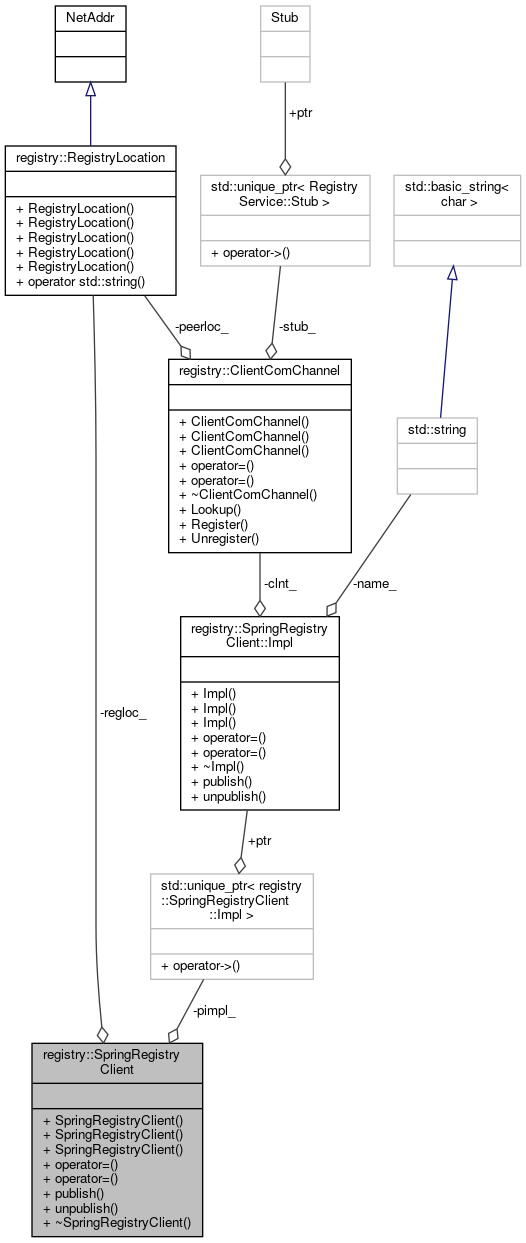 NetAddr
Stub
+ptr
registry::RegistryLocation
+ RegistryLocation()
+ RegistryLocation()
+ RegistryLocation()
+ RegistryLocation()
+ RegistryLocation()
+ operator std::string()
std::unique_ptr< Registry
Service::Stub >
+ operator->()
std::basic_string<
char >
-peerloc_
-stub_
registry::ClientComChannel
+ ClientComChannel()
+ ClientComChannel()
+ ClientComChannel()
+ operator=()
+ operator=()
+ ~ClientComChannel()
+ Lookup()
+ Register()
+ Unregister()
std::string
-clnt_
-name_
registry::SpringRegistry
Client::Impl
+ Impl()
+ Impl()
+ Impl()
+ operator=()
+ operator=()
+ ~Impl()
+ publish()
+ unpublish()
-regloc_
+ptr
std::unique_ptr< registry
::SpringRegistryClient
::Impl >
+ operator->()
-pimpl_
registry::SpringRegistry
Client
+ SpringRegistryClient()
+ SpringRegistryClient()
+ SpringRegistryClient()
+ operator=()
+ operator=()
+ publish()
+ unpublish()
+ ~SpringRegistryClient()